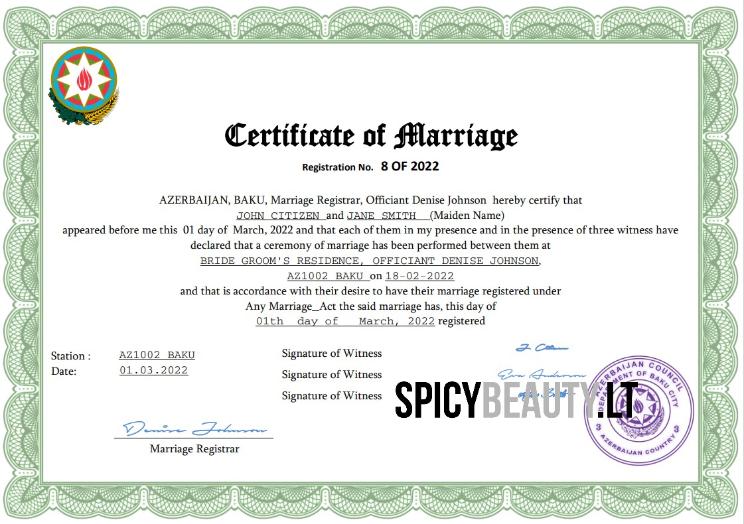 Certificate of Marriage
Registration No. 8 OF 2022
AZERBAIJAN, BAKU, Marriage Registrar, Officiant Denise Johnson hereby certify that
JOHN CITIZEN and JANE SMITH (Maiden Name)
appeared before me this 01 day of March, 2022 and that each of them in my presence and in the presence of three witness have
declared that a ceremony of marriage has been performed between them at
BRIDE GROOM'S RESIDENCE, OFFICIANT DENISE JOHNSON,
AZ1002 BAKU on 18-02-2022
and that is accordance with their desire to have their marriage registered under
Any Marriage_Act the said marriage has, this day of
01th day of March, 2022 registered
Station : AZ1002 BAKU
Date: 01.03.2022
Signature of Witness
Signature of Witness Eva Anderson
Signature of Witness
Denise Johnson
Marriage Registrar
SPICYBEAUTY.LT
AZERBAIJAN COUNCIL
DEPARTMENT OF BAKU CITY
3 3
AZERBAIJAN COUNTRY